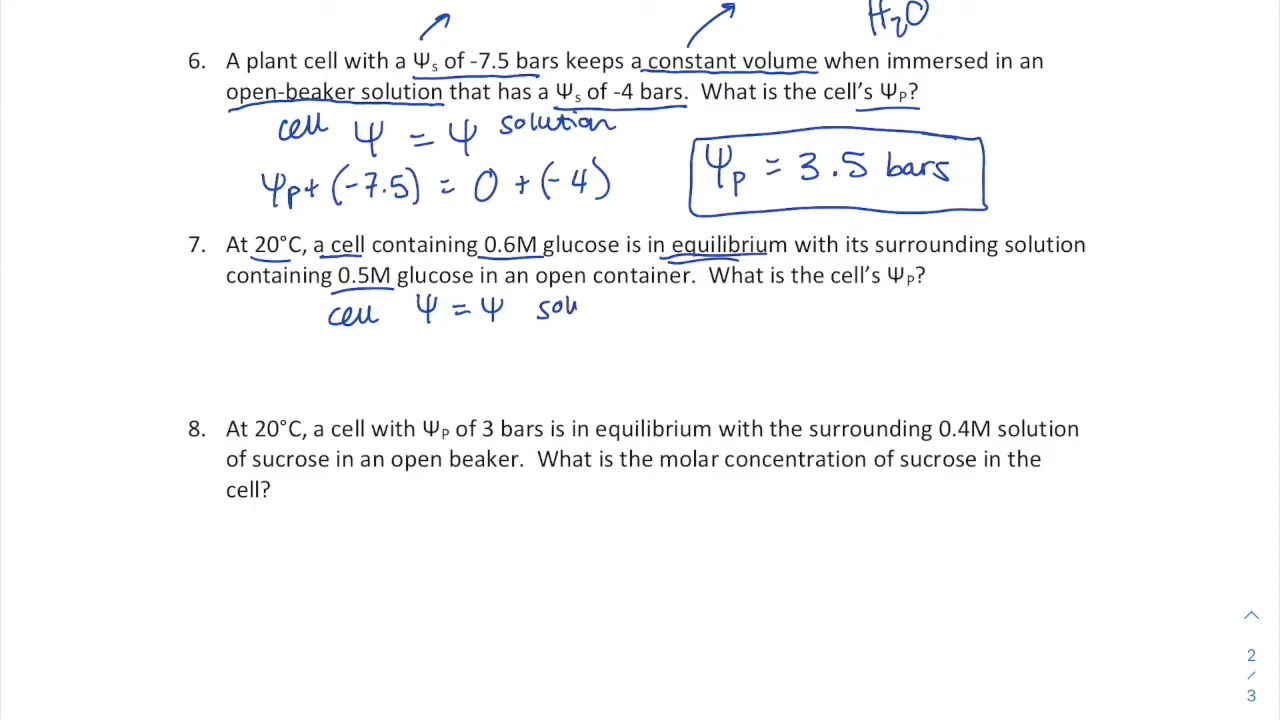 H₂O
6. A plant cell with a Ψs of -7.5 bars keeps a constant volume when immersed in an
open-beaker solution that has a Ψs of -4 bars. What is the cell's ΨP?
cell Ψ = Ψ solution
Ψp + (-7.5) = 0 + (-4)
Ψp = 3.5 bars
7. At 20°C, a cell containing 0.6M glucose is in equilibrium with its surrounding solution
containing 0.5M glucose in an open container. What is the cell's ΨP?
cell Ψ = Ψ sol
8. At 20°C, a cell with ΨP of 3 bars is in equilibrium with the surrounding 0.4M solution
of sucrose in an open beaker. What is the molar concentration of sucrose in the
cell?
2
/
3